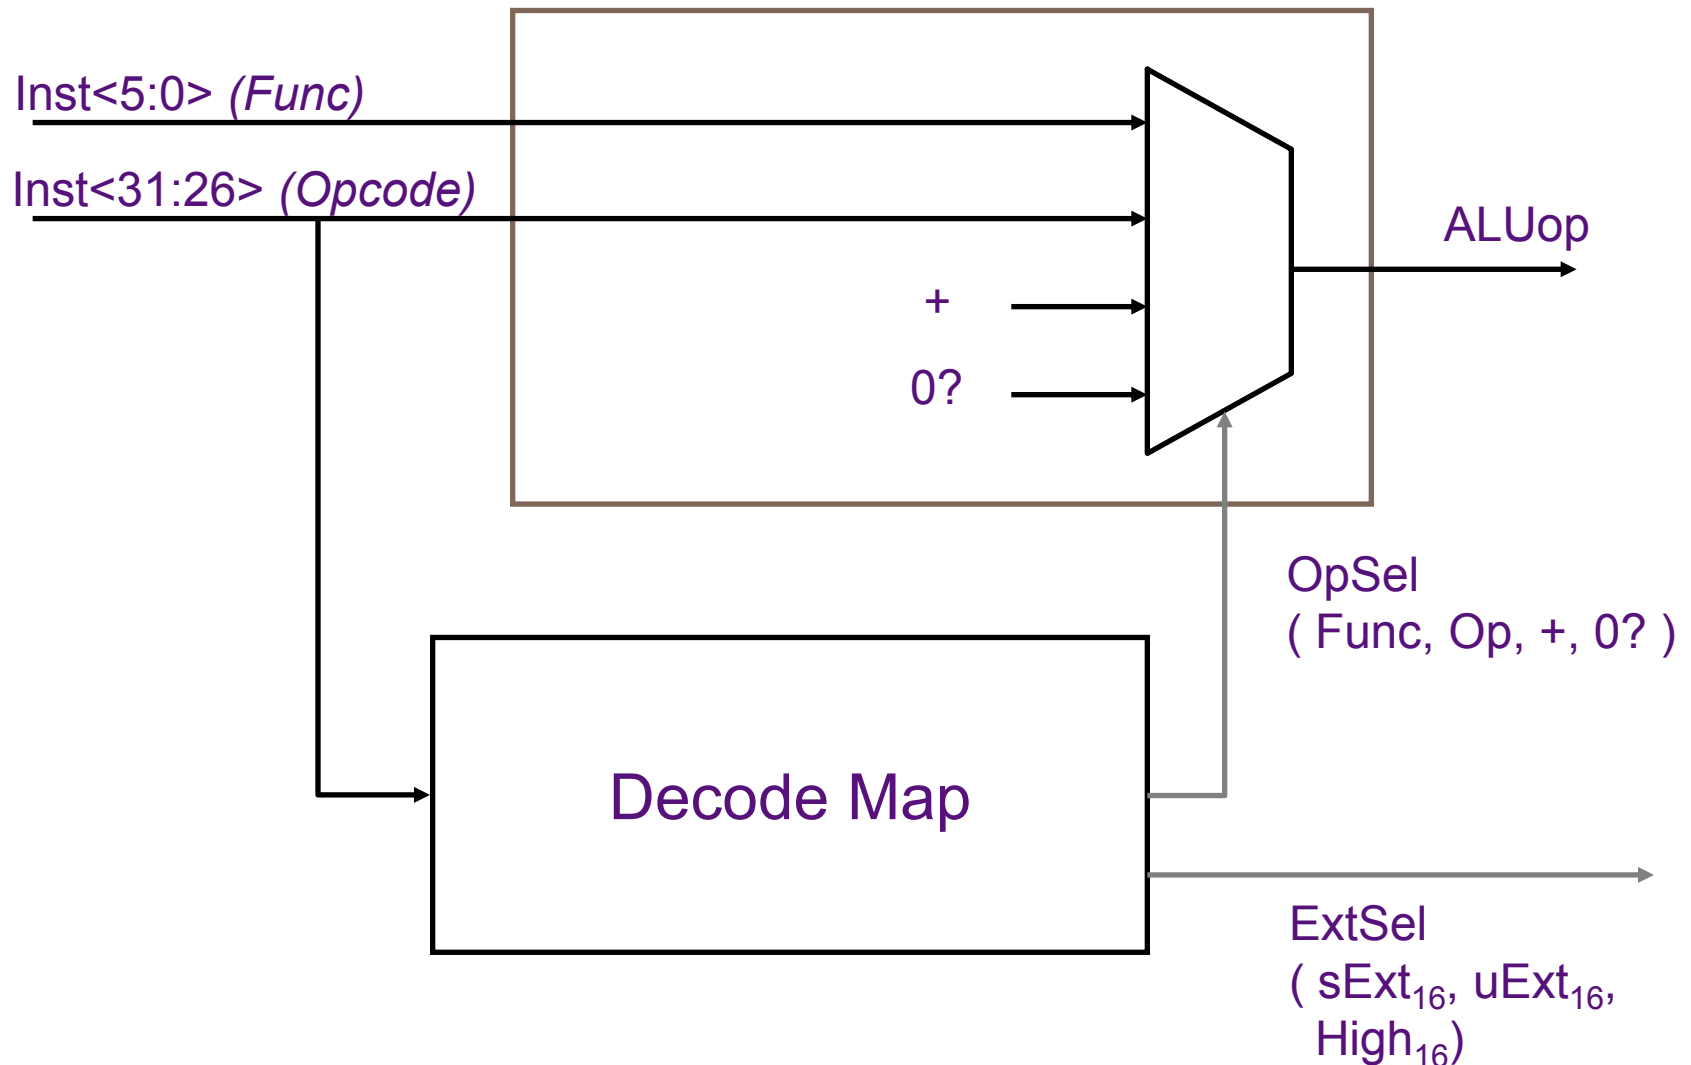 Inst<5:0> (Func)
Inst<31:26> (Opcode)
ALUop
+
0?
OpSel
( Func, Op, +, 0? )
Decode Map
ExtSel
( sExt16, uExt16,
High16)